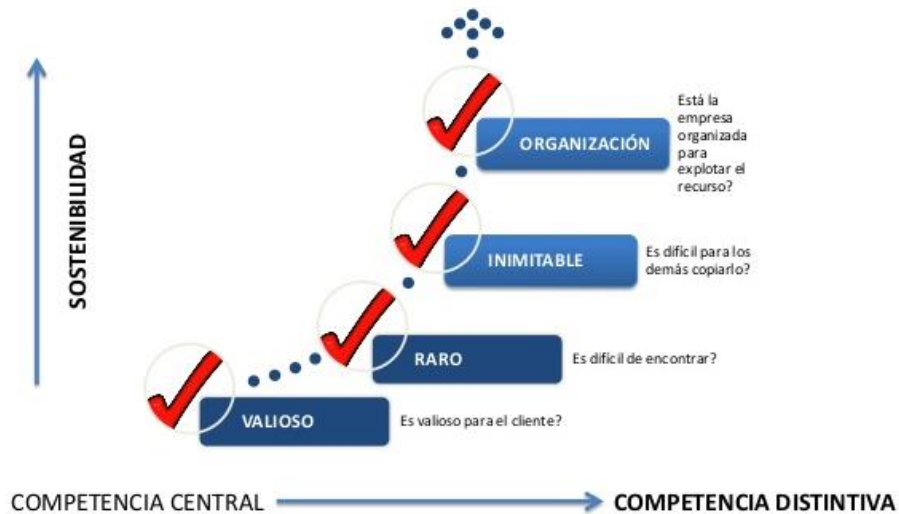 SOSTENIBILIDAD
ORGANIZACIÓN
Está la
empresa
organizada
para
explotar el
recurso?
INIMITABLE
Es difícil para los
demás copiarlo?
RARO
Es difícil de encontrar?
VALIOSO
Es valioso para el cliente?
COMPETENCIA CENTRAL
COMPETENCIA DISTINTIVA